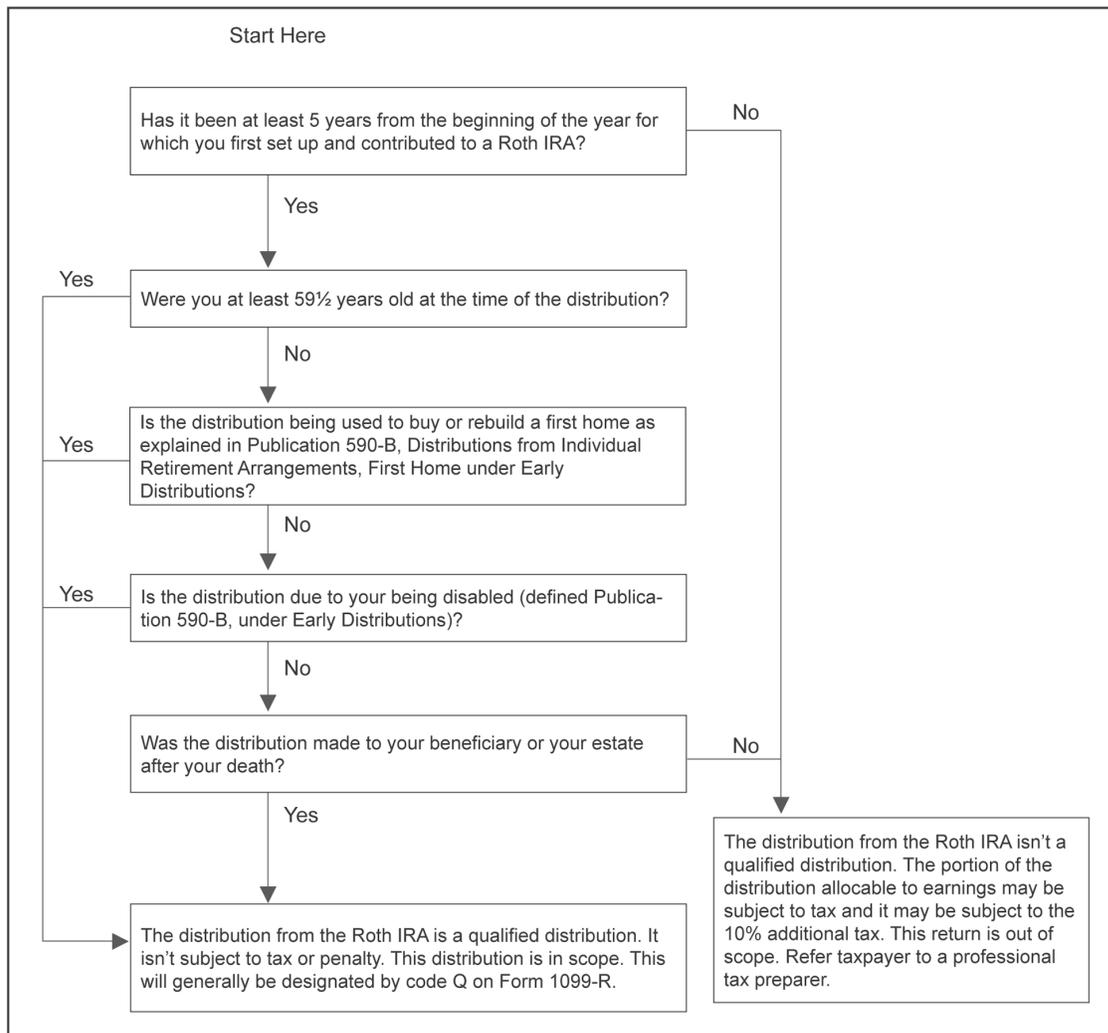 Start Here
Has it been at least 5 years from the beginning of the year for
which you first set up and contributed to a Roth IRA?
No
Yes
Yes
Were you at least 59½ years old at the time of the distribution?
No
Yes
Is the distribution being used to buy or rebuild a first home as
explained in Publication 590-B, Distributions from Individual
Retirement Arrangements, First Home under Early
Distributions?
No
Yes
Is the distribution due to your being disabled (defined Publica-
tion 590-B, under Early Distributions)?
No
Was the distribution made to your beneficiary or your estate
after your death?
No
Yes
The distribution from the Roth IRA isn’t a
qualified distribution. The portion of the
distribution allocable to earnings may be
subject to tax and it may be subject to the
10% additional tax. This return is out of
scope. Refer taxpayer to a professional
tax preparer.
The distribution from the Roth IRA is a qualified distribution. It
isn’t subject to tax or penalty. This distribution is in scope. This
will generally be designated by code Q on Form 1099-R.